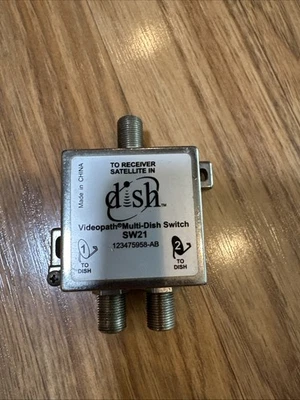 TO RECEIVER
SATELLITE IN
Made in CHINA
dish
TM
Videopath® Multi-Dish Switch
SW21
123475958-AB
1
TO
DISH
2
TO
DISH